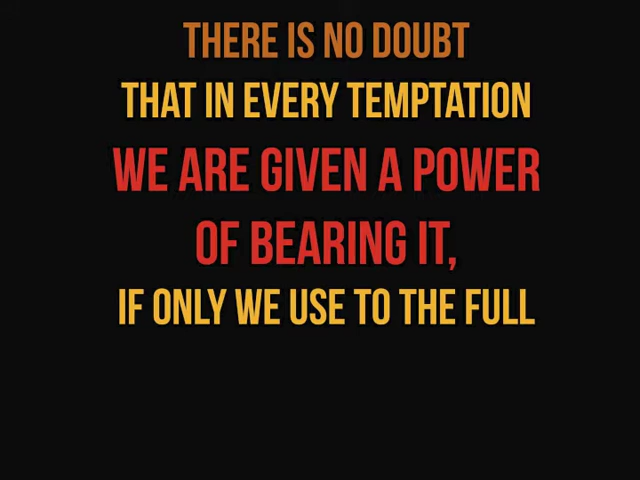 THERE IS NO DOUBT
THAT IN EVERY TEMPTATION
WE ARE GIVEN A POWER
OF BEARING IT,
IF ONLY WE USE TO THE FULL